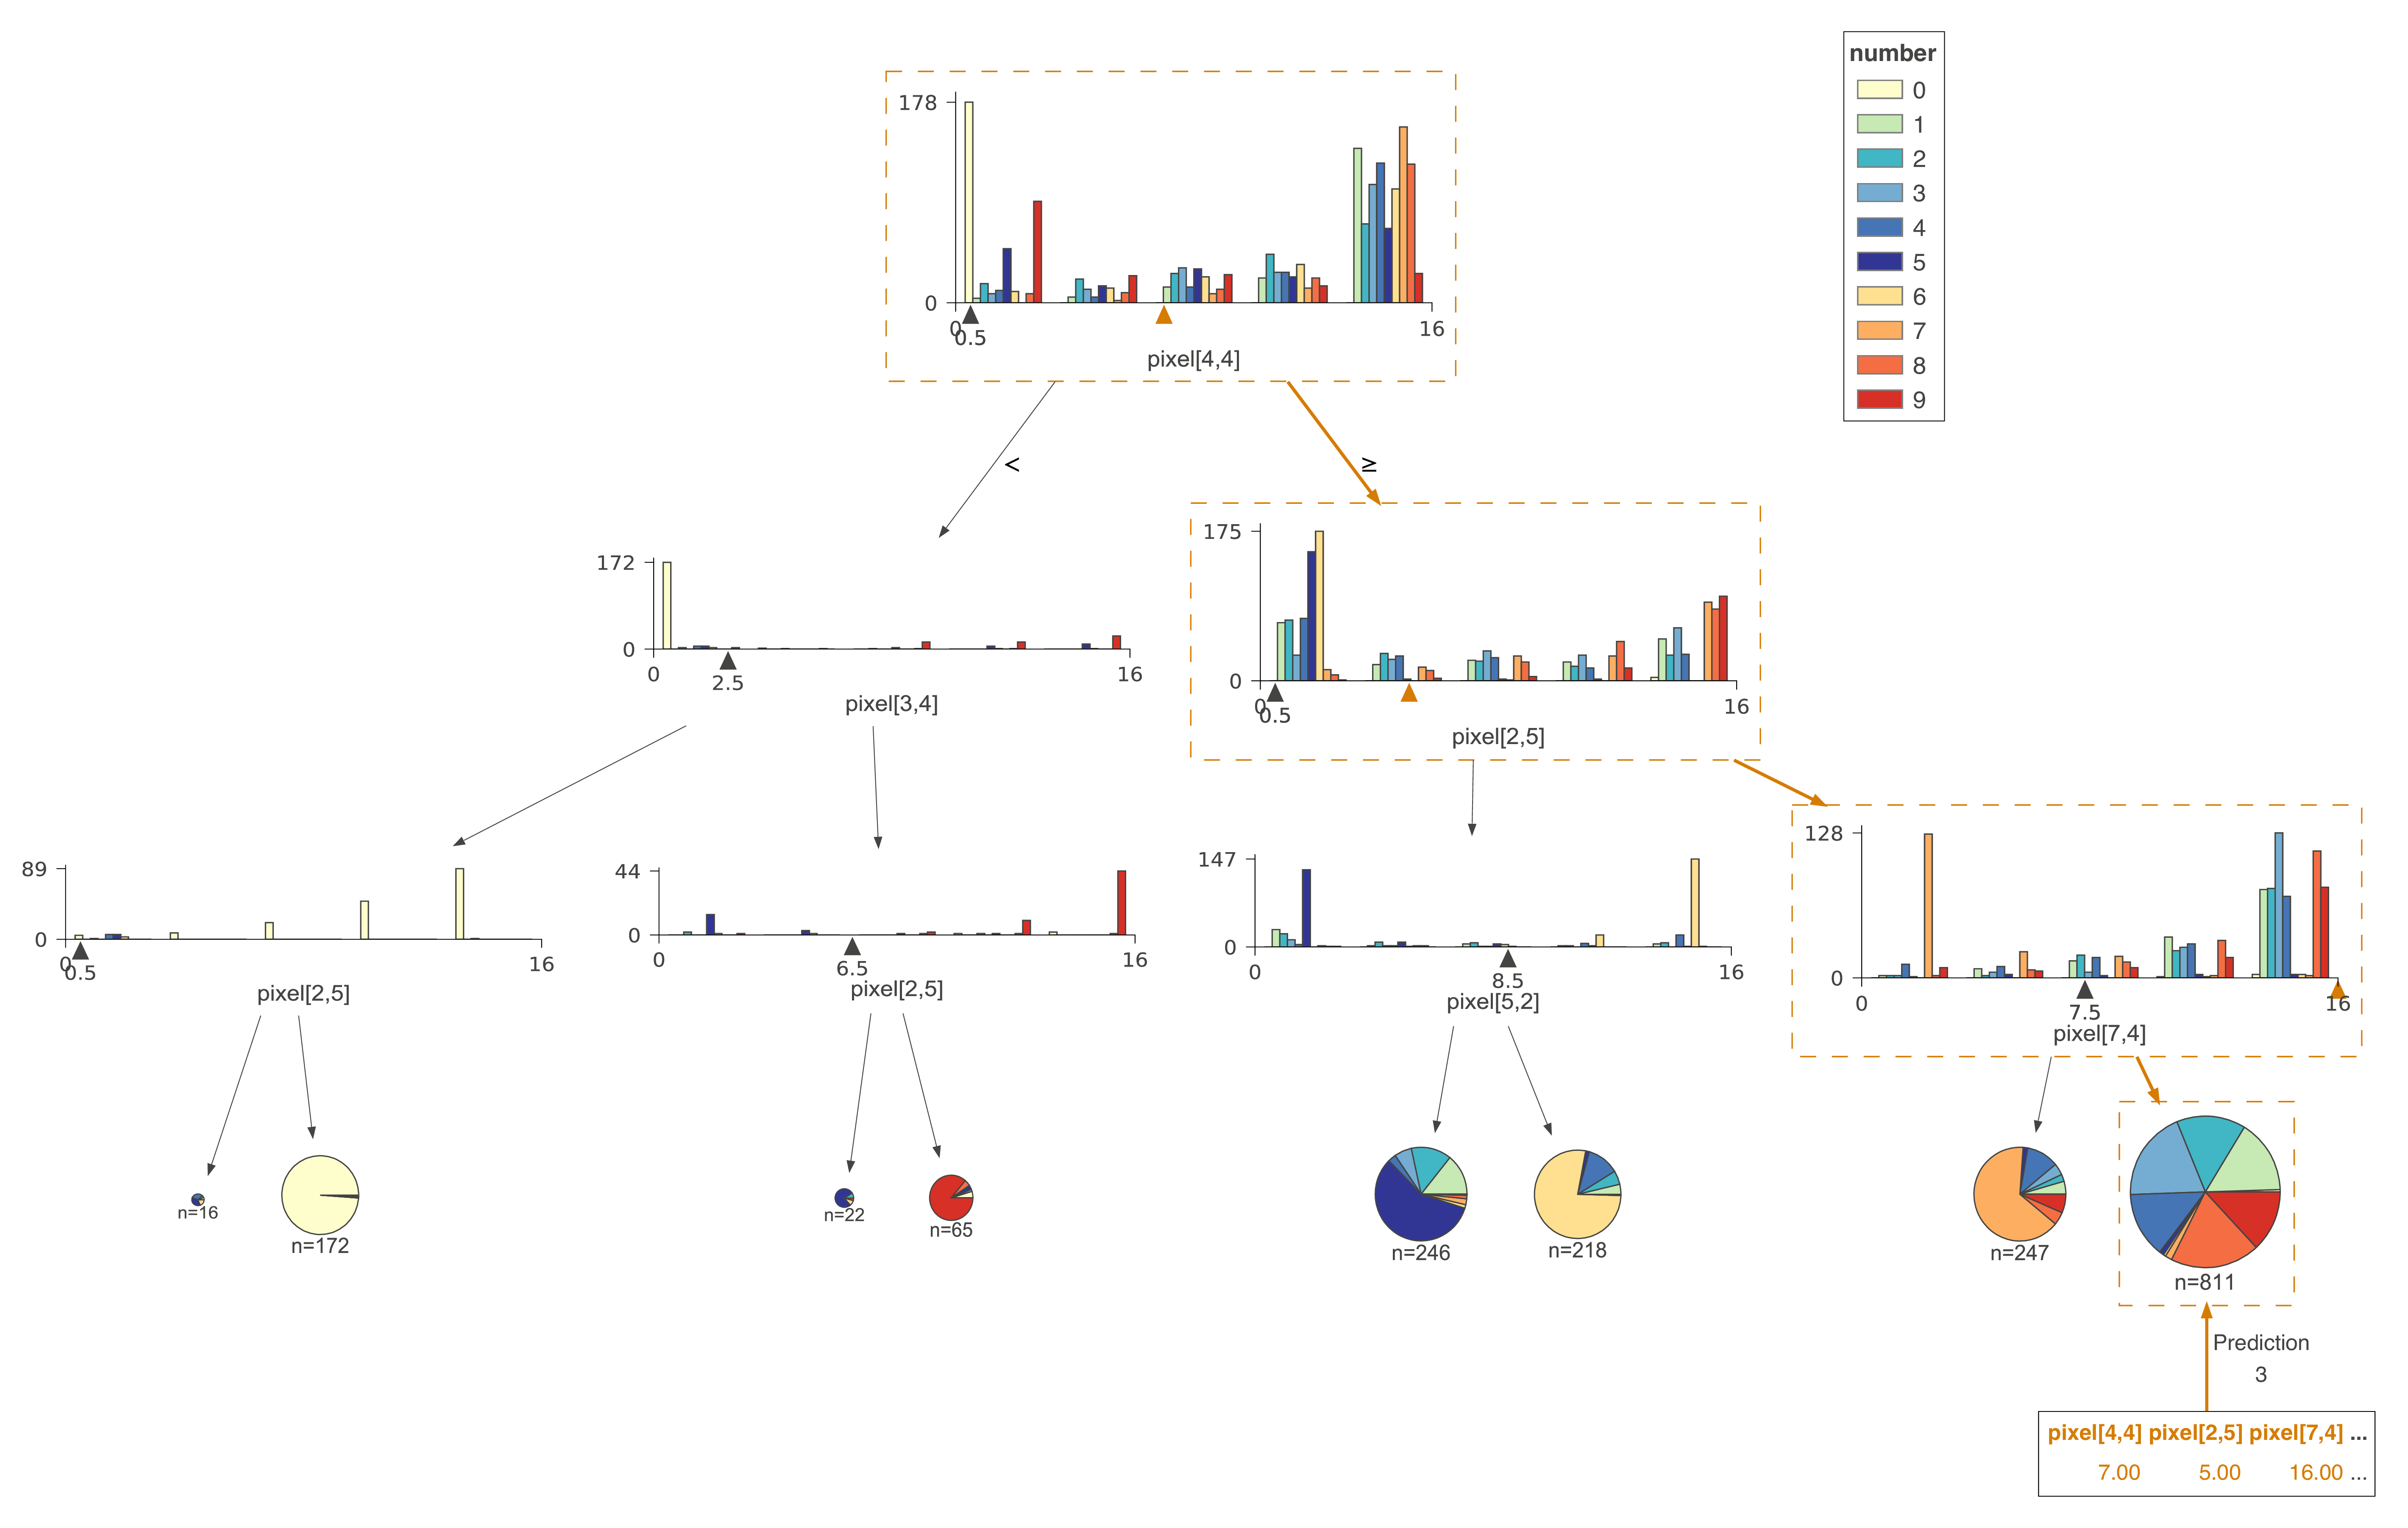 number
0
1
2
3
4
5
6
7
8
9
178
0
0
0.5
16
pixel[4,4]
<
≥
172
0
0
2.5
16
pixel[3,4]
175
0
0
0.5
16
pixel[2,5]
89
0
0
0.5
16
pixel[2,5]
44
0
0
6.5
16
pixel[2,5]
147
0
0
8.5
16
pixel[5,2]
128
0
0
7.5
16
pixel[7,4]
n=16
n=172
n=22
n=65
n=246
n=218
n=247
n=811
Prediction
3
pixel[4,4] pixel[2,5] pixel[7,4] ...
7.00 5.00 16.00 ...